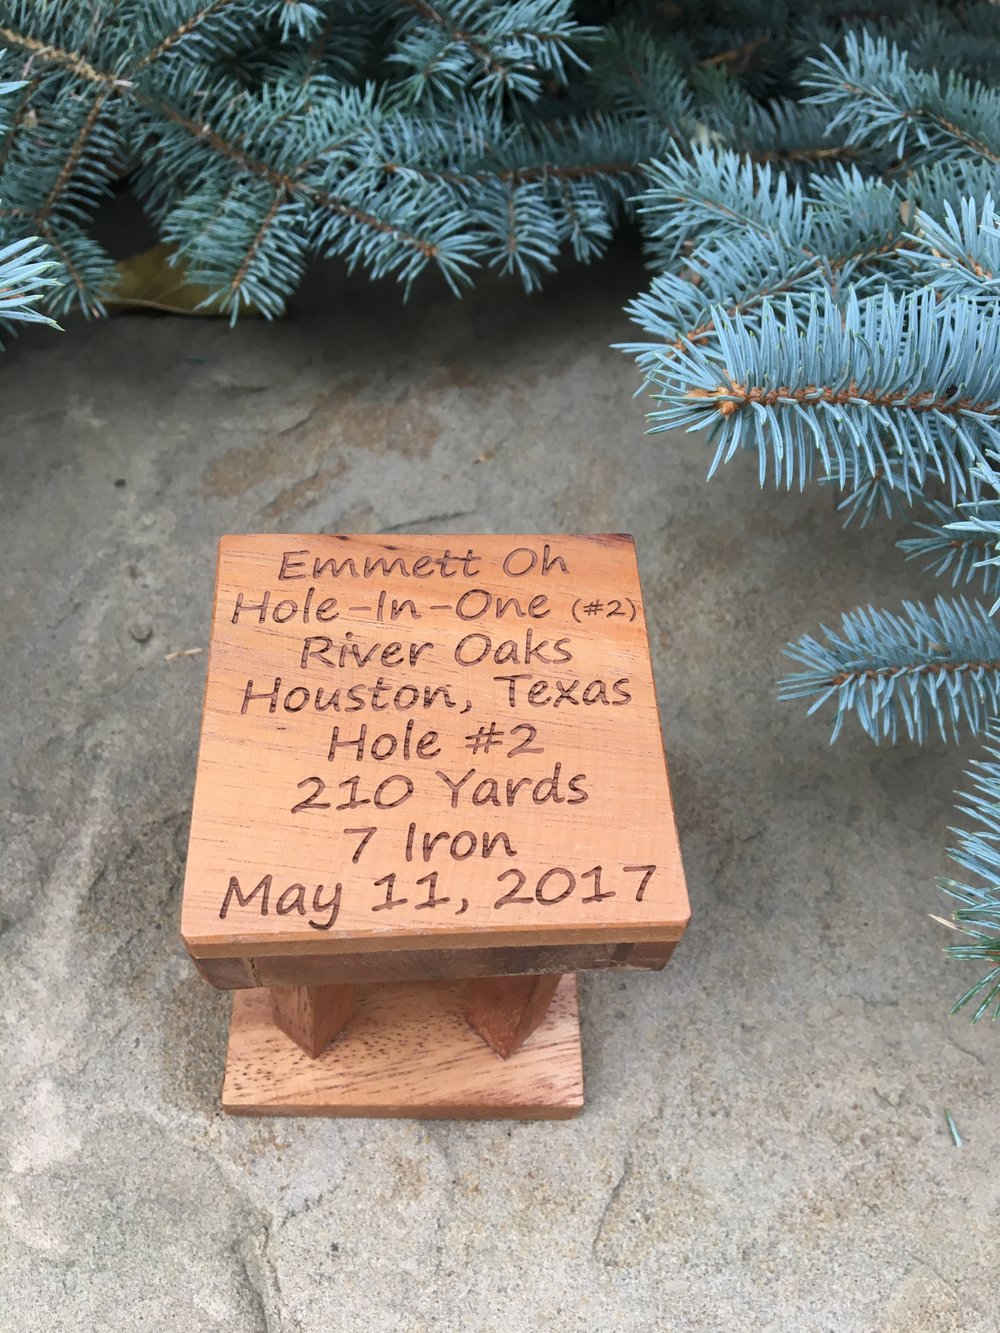 Emmett Oh
Hole-In-One (#2)
River Oaks
Houston, Texas
Hole #2
210 Yards
7 Iron
May 11, 2017